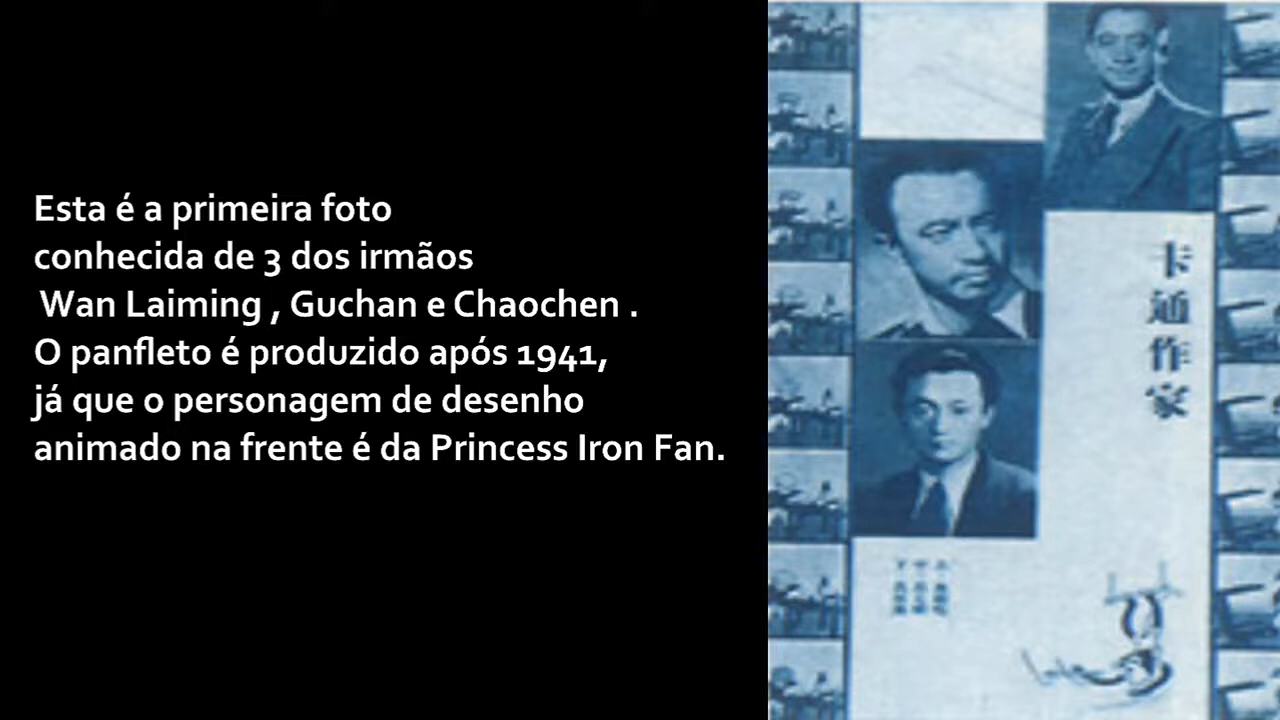 Esta é a primeira foto
conhecida de 3 dos irmãos
Wan Laiming , Guchan e Chaochen .
O panfleto é produzido após 1941,
já que o personagem de desenho
animado na frente é da Princess Iron Fan.
卡通作家